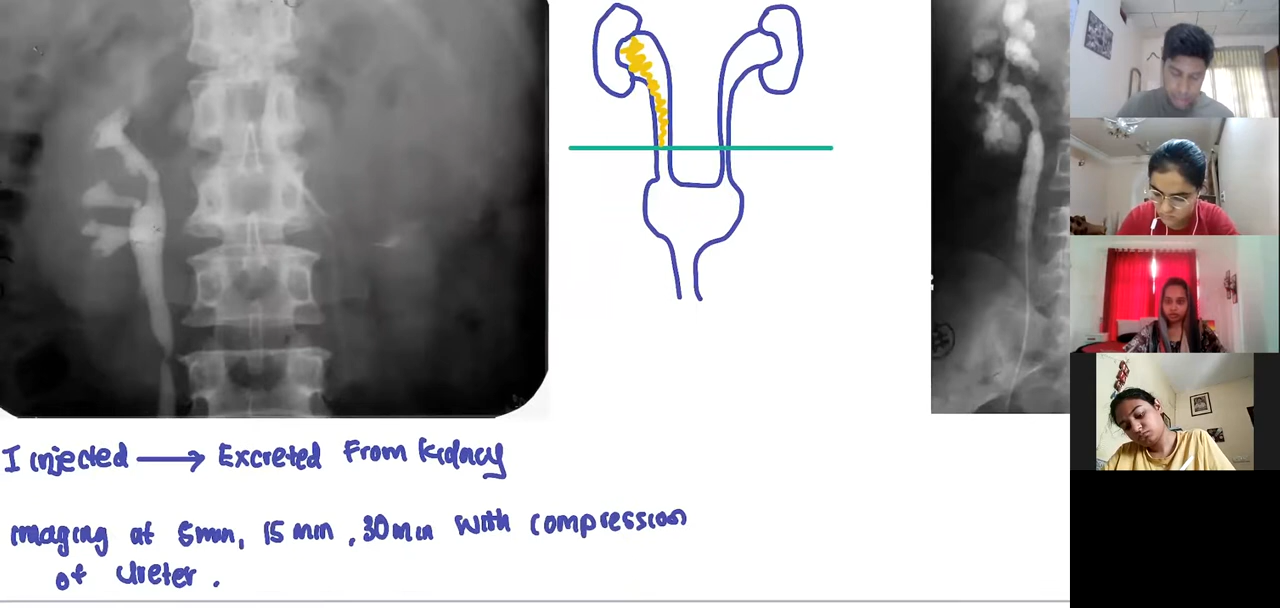 I injected → Excreted From Kidney
imaging at 5min, 15 min, 30 min with compression
of Ureter.